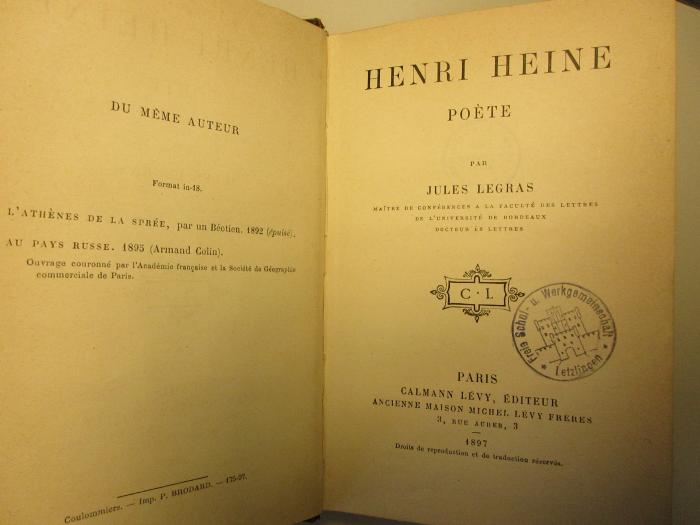 DU MÊME AUTEUR
Format in-18.
L'ATHÈNES DE LA SPRÉE, par un Béotien. 1892 (épuisé).
AU PAYS RUSSE. 1895 (Armand Colin).
Ouvrage couronné par l'Académie française et la Société de Géographie
commerciale de Paris.
Coulommiers. — Imp. P. BRODARD. — 175-97.
HENRI HEINE
POÈTE
PAR
JULES LEGRAS
MAÎTRE DE CONFÉRENCES A LA FACULTÉ DES LETTRES
DE L'UNIVERSITÉ DE BORDEAUX
DOCTEUR ÈS LETTRES
C · L
Freie Schul- u. Werkgemeinschaft
* Letzlingen *
PARIS
CALMANN LÉVY, ÉDITEUR
ANCIENNE MAISON MICHEL LÉVY FRÈRES
3, RUE AUBER, 3
1897
Droits de reproduction et de traduction réservés.